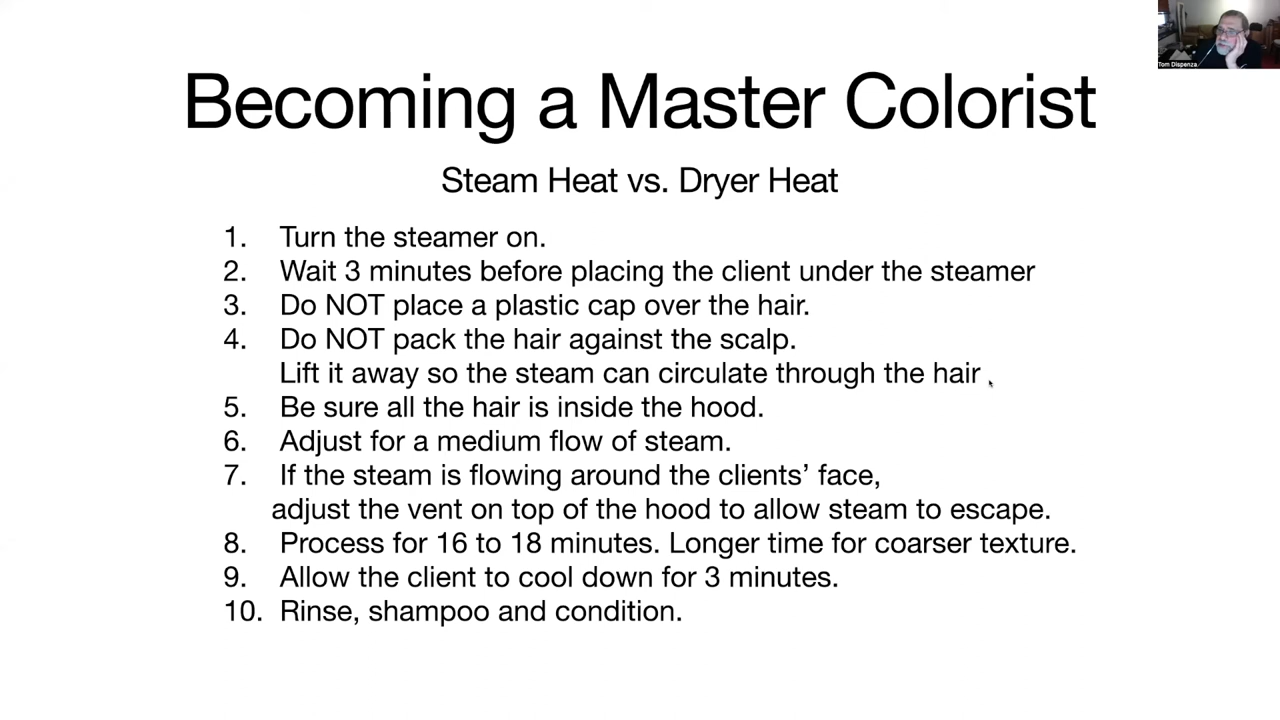 Becoming a Master Colorist
Tom Dispenza
Steam Heat vs. Dryer Heat
1. Turn the steamer on.
2. Wait 3 minutes before placing the client under the steamer
3. Do NOT place a plastic cap over the hair.
4. Do NOT pack the hair against the scalp.
Lift it away so the steam can circulate through the hair
5. Be sure all the hair is inside the hood.
6. Adjust for a medium flow of steam.
7. If the steam is flowing around the clients’ face,
adjust the vent on top of the hood to allow steam to escape.
8. Process for 16 to 18 minutes. Longer time for coarser texture.
9. Allow the client to cool down for 3 minutes.
10. Rinse, shampoo and condition.